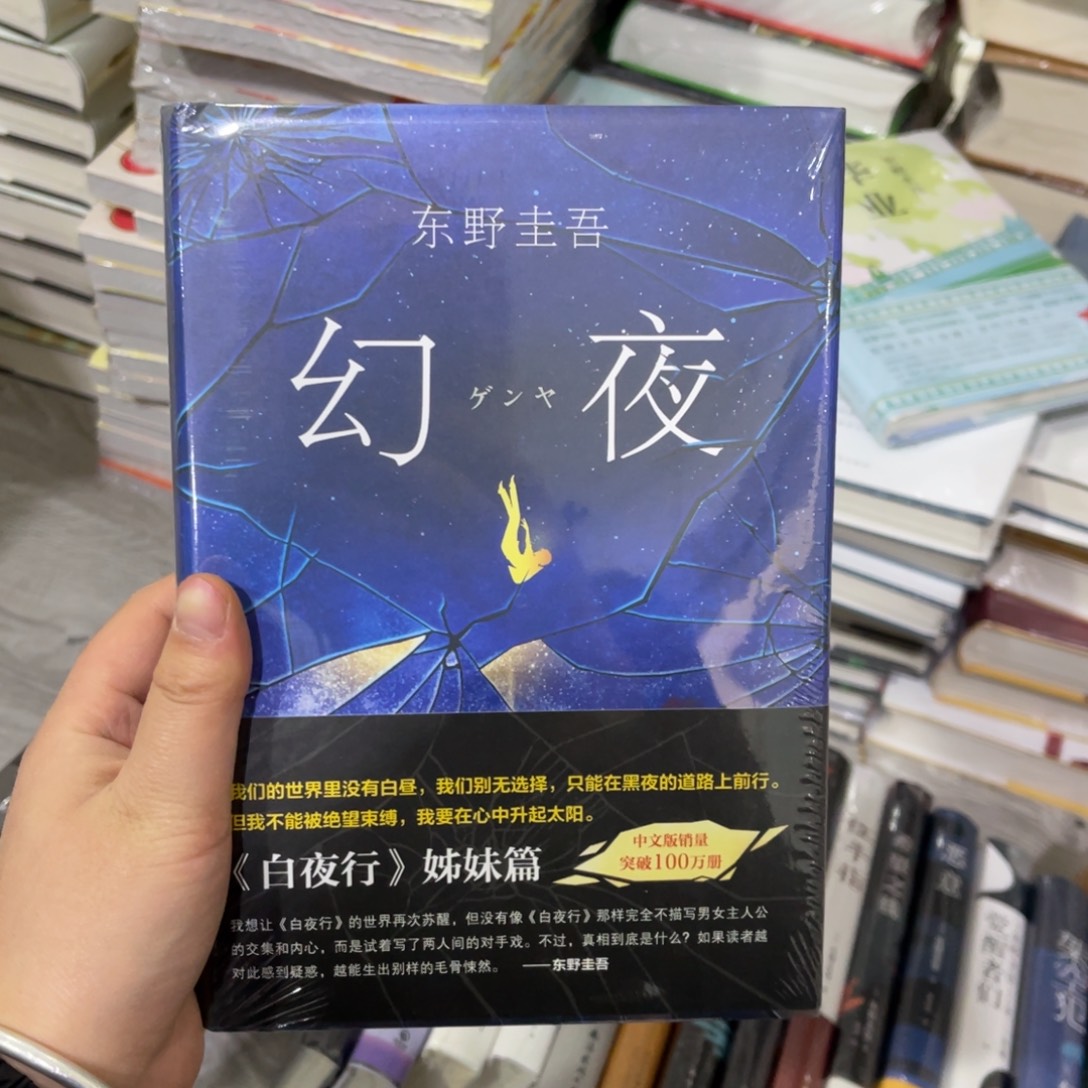 东野圭吾
幻 ゲンヤ 夜
我们的世界里没有白昼，我们别无选择，只能在黑夜的道路上前行。
但我不能被绝望束缚，我要在心中升起太阳。
《白夜行》姊妹篇
中文版销量
突破100万册
我想让《白夜行》的世界再次苏醒，但没有像《白夜行》那样完全不描写男女主人公
的交集和内心，而是试着写了两人间的对手戏。不过，真相到底是什么？如果读者越
对此感到疑惑，越能生出别样的毛骨悚然。 ——东野圭吾